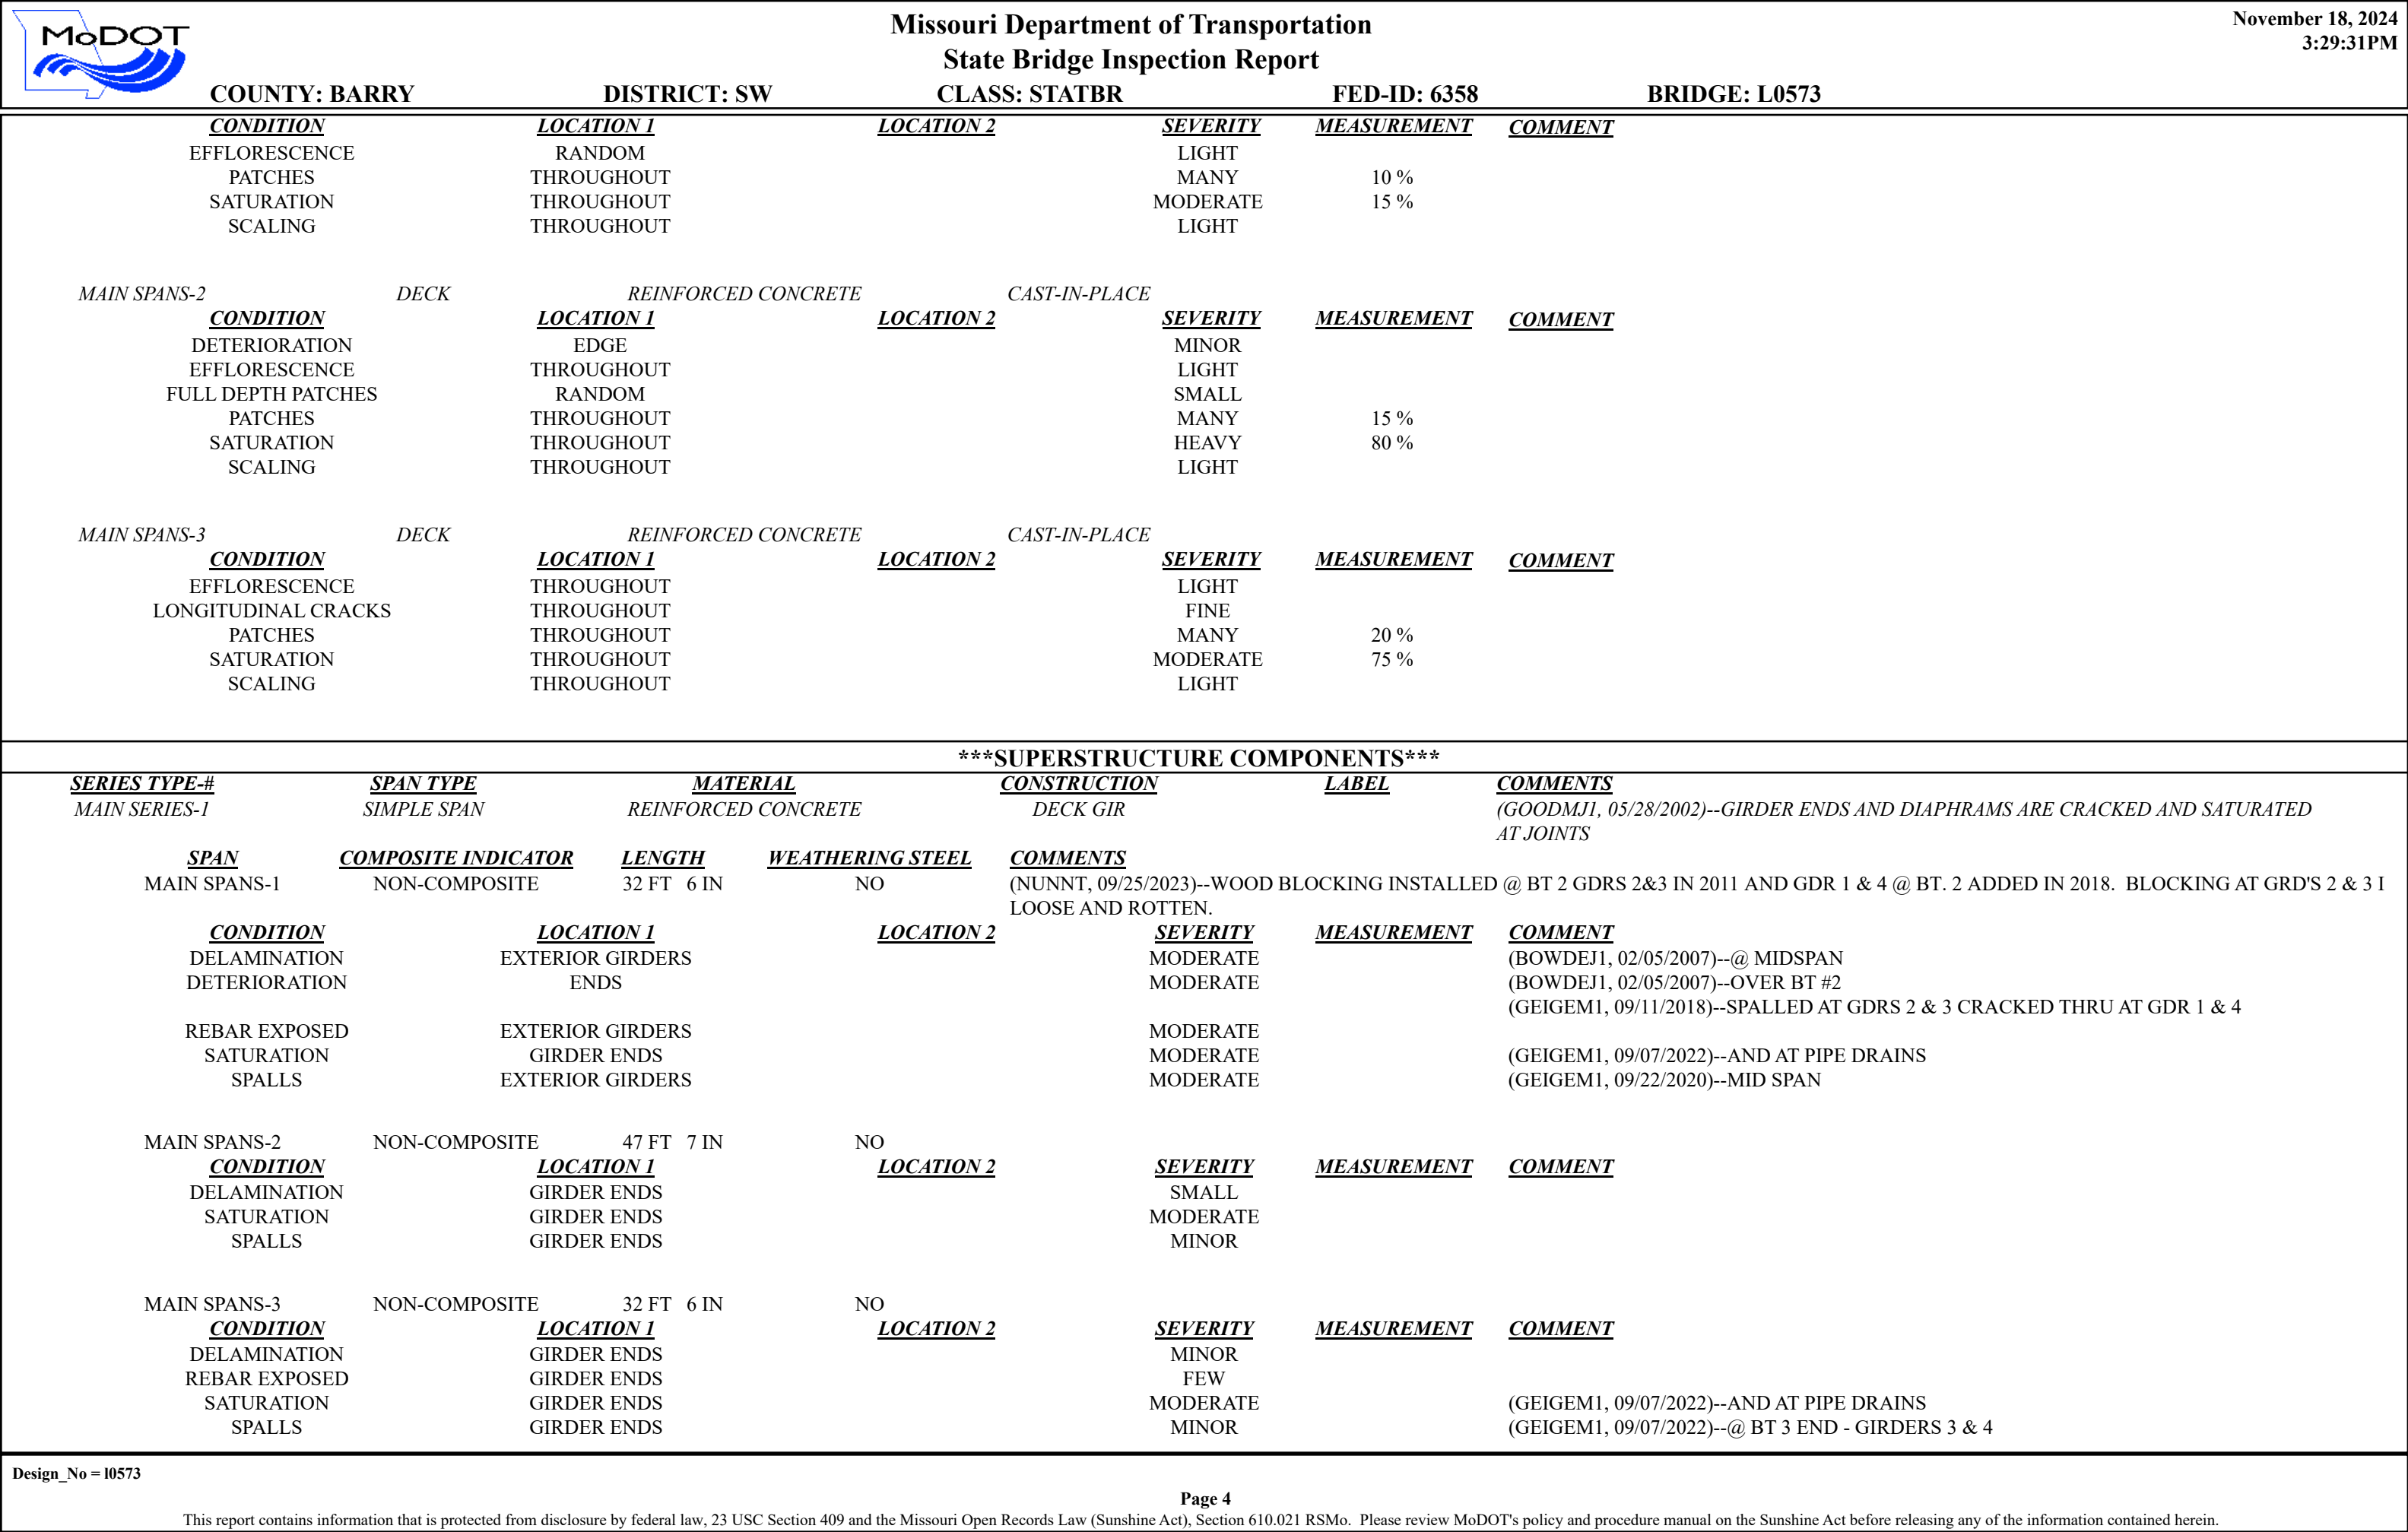 MoDOT
Missouri Department of Transportation
State Bridge Inspection Report
November 18, 2024
3:29:31PM
COUNTY: BARRY DISTRICT: SW CLASS: STATBR FED-ID: 6358 BRIDGE: L0573
CONDITION LOCATION 1 LOCATION 2 SEVERITY MEASUREMENT COMMENT
EFFLORESCENCE RANDOM LIGHT
PATCHES THROUGHOUT MANY 10 %
SATURATION THROUGHOUT MODERATE 15 %
SCALING THROUGHOUT LIGHT
MAIN SPANS-2 DECK REINFORCED CONCRETE CAST-IN-PLACE
CONDITION LOCATION 1 LOCATION 2 SEVERITY MEASUREMENT COMMENT
DETERIORATION EDGE MINOR
EFFLORESCENCE THROUGHOUT LIGHT
FULL DEPTH PATCHES RANDOM SMALL
PATCHES THROUGHOUT MANY 15 %
SATURATION THROUGHOUT HEAVY 80 %
SCALING THROUGHOUT LIGHT
MAIN SPANS-3 DECK REINFORCED CONCRETE CAST-IN-PLACE
CONDITION LOCATION 1 LOCATION 2 SEVERITY MEASUREMENT COMMENT
EFFLORESCENCE THROUGHOUT LIGHT
LONGITUDINAL CRACKS THROUGHOUT FINE
PATCHES THROUGHOUT MANY 20 %
SATURATION THROUGHOUT MODERATE 75 %
SCALING THROUGHOUT LIGHT
***SUPERSTRUCTURE COMPONENTS***
SERIES TYPE-# SPAN TYPE MATERIAL CONSTRUCTION LABEL COMMENTS
MAIN SERIES-1 SIMPLE SPAN REINFORCED CONCRETE DECK GIR (GOODMJ1, 05/28/2002)--GIRDER ENDS AND DIAPHRAMS ARE CRACKED AND SATURATED
AT JOINTS
SPAN COMPOSITE INDICATOR LENGTH WEATHERING STEEL COMMENTS
MAIN SPANS-1 NON-COMPOSITE 32 FT 6 IN NO (NUNNT, 09/25/2023)--WOOD BLOCKING INSTALLED @ BT 2 GDRS 2&3 IN 2011 AND GDR 1 & 4 @ BT. 2 ADDED IN 2018. BLOCKING AT GRD'S 2 & 3 I
LOOSE AND ROTTEN.
CONDITION LOCATION 1 LOCATION 2 SEVERITY MEASUREMENT COMMENT
DELAMINATION EXTERIOR GIRDERS MODERATE (BOWDEJ1, 02/05/2007)--@ MIDSPAN
DETERIORATION ENDS MODERATE (BOWDEJ1, 02/05/2007)--OVER BT #2
(GEIGEM1, 09/11/2018)--SPALLED AT GDRS 2 & 3 CRACKED THRU AT GDR 1 & 4
REBAR EXPOSED EXTERIOR GIRDERS MODERATE
SATURATION GIRDER ENDS MODERATE (GEIGEM1, 09/07/2022)--AND AT PIPE DRAINS
SPALLS EXTERIOR GIRDERS MODERATE (GEIGEM1, 09/22/2020)--MID SPAN
MAIN SPANS-2 NON-COMPOSITE 47 FT 7 IN NO
CONDITION LOCATION 1 LOCATION 2 SEVERITY MEASUREMENT COMMENT
DELAMINATION GIRDER ENDS SMALL
SATURATION GIRDER ENDS MODERATE
SPALLS GIRDER ENDS MINOR
MAIN SPANS-3 NON-COMPOSITE 32 FT 6 IN NO
CONDITION LOCATION 1 LOCATION 2 SEVERITY MEASUREMENT COMMENT
DELAMINATION GIRDER ENDS MINOR
REBAR EXPOSED GIRDER ENDS FEW
SATURATION GIRDER ENDS MODERATE (GEIGEM1, 09/07/2022)--AND AT PIPE DRAINS
SPALLS GIRDER ENDS MINOR (GEIGEM1, 09/07/2022)--@ BT 3 END - GIRDERS 3 & 4
Design_No = l0573
Page 4
This report contains information that is protected from disclosure by federal law, 23 USC Section 409 and the Missouri Open Records Law (Sunshine Act), Section 610.021 RSMo. Please review MoDOT's policy and procedure manual on the Sunshine Act before releasing any of the information contained herein.